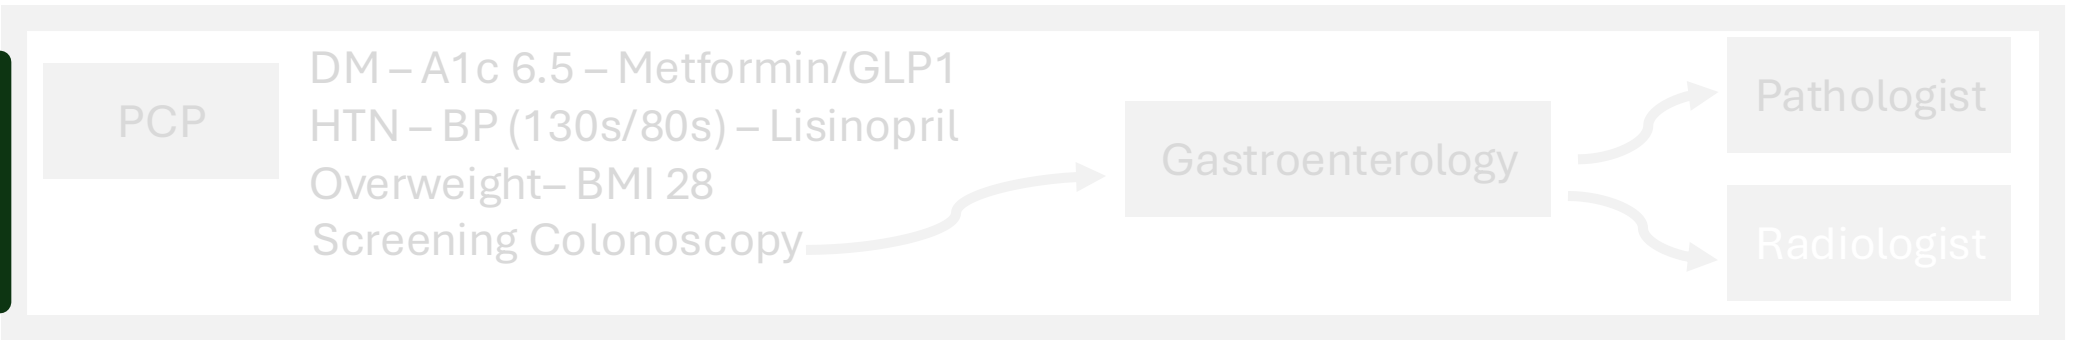 PCP
DM – A1c 6.5 – Metformin/GLP1
HTN – BP (130s/80s) – Lisinopril
Overweight– BMI 28
Screening Colonoscopy
Gastroenterology
Pathologist
Radiologist